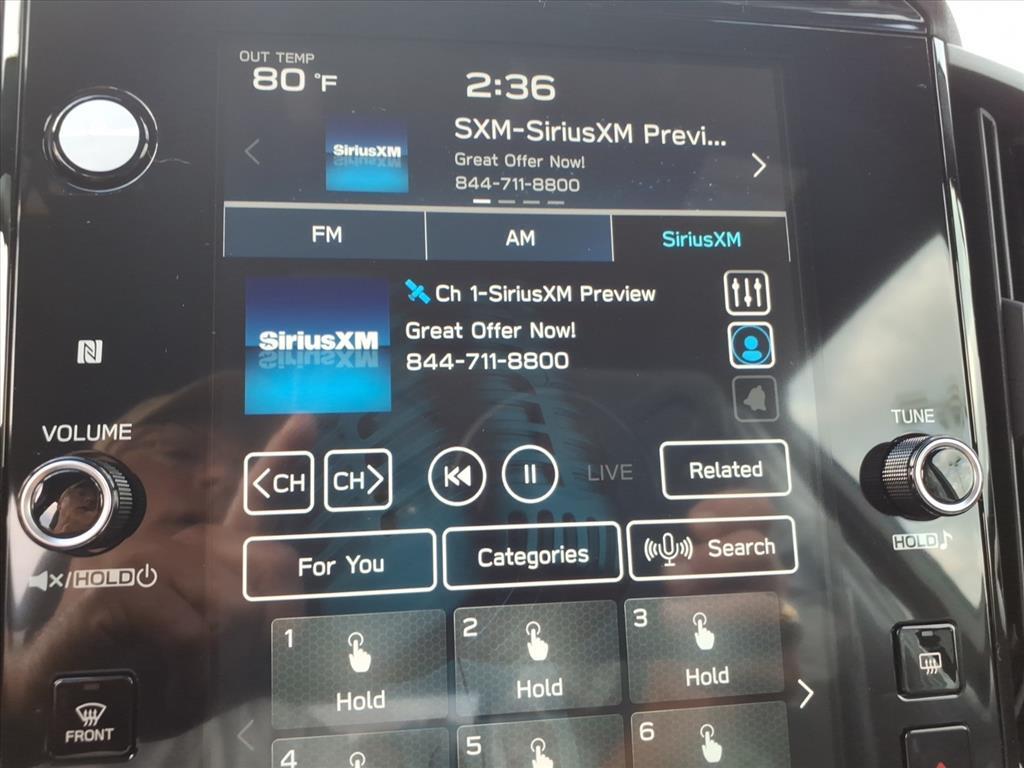 OUT TEMP
80 °F
2:36
SiriusXM
SXM-SiriusXM Previ...
Great Offer Now!
844-711-8800
FM
AM
SiriusXM
SiriusXM
Ch 1-SiriusXM Preview
Great Offer Now!
844-711-8800
VOLUME
TUNE
<CH
CH>
LIVE
Related
HOLD♪
For You
Categories
Search
/HOLD
1
Hold
2
Hold
3
Hold
FRONT
4
5
6